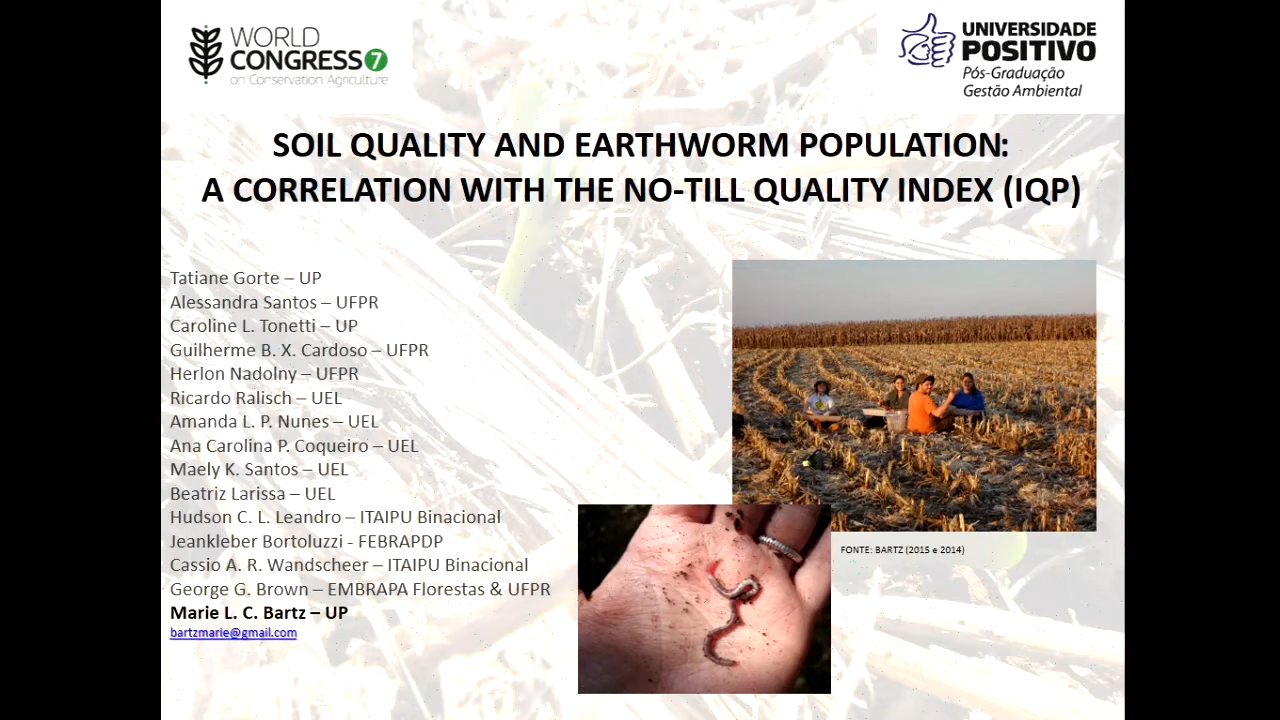 WORLD
CONGRESS 7
on Conservation Agriculture
UNIVERSIDADE
POSITIVO
Pós-Graduação
Gestão Ambiental
SOIL QUALITY AND EARTHWORM POPULATION:
A CORRELATION WITH THE NO-TILL QUALITY INDEX (IQP)
Tatiane Gorte – UP
Alessandra Santos – UFPR
Caroline L. Tonetti – UP
Guilherme B. X. Cardoso – UFPR
Herlon Nadolny – UFPR
Ricardo Ralisch – UEL
Amanda L. P. Nunes – UEL
Ana Carolina P. Coqueiro – UEL
Maely K. Santos – UEL
Beatriz Larissa – UEL
Hudson C. L. Leandro – ITAIPU Binacional
Jeankleber Bortoluzzi - FEBRAPDP
Cassio A. R. Wandscheer – ITAIPU Binacional
George G. Brown – EMBRAPA Florestas & UFPR
Marie L. C. Bartz – UP
bartzmarie@gmail.com
FONTE: BARTZ (2015 e 2014)